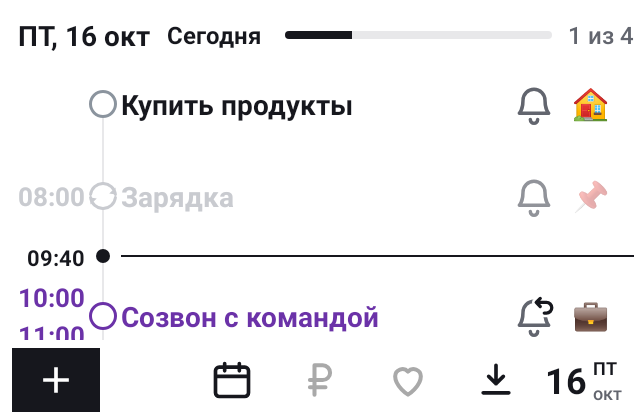 ПТ, 16 окт Сегодня 1 из 4
Купить продукты
08:00 Зарядка
09:40
10:00
Созвон с командой
11:00
+ ₽ 16 ПТ
окт